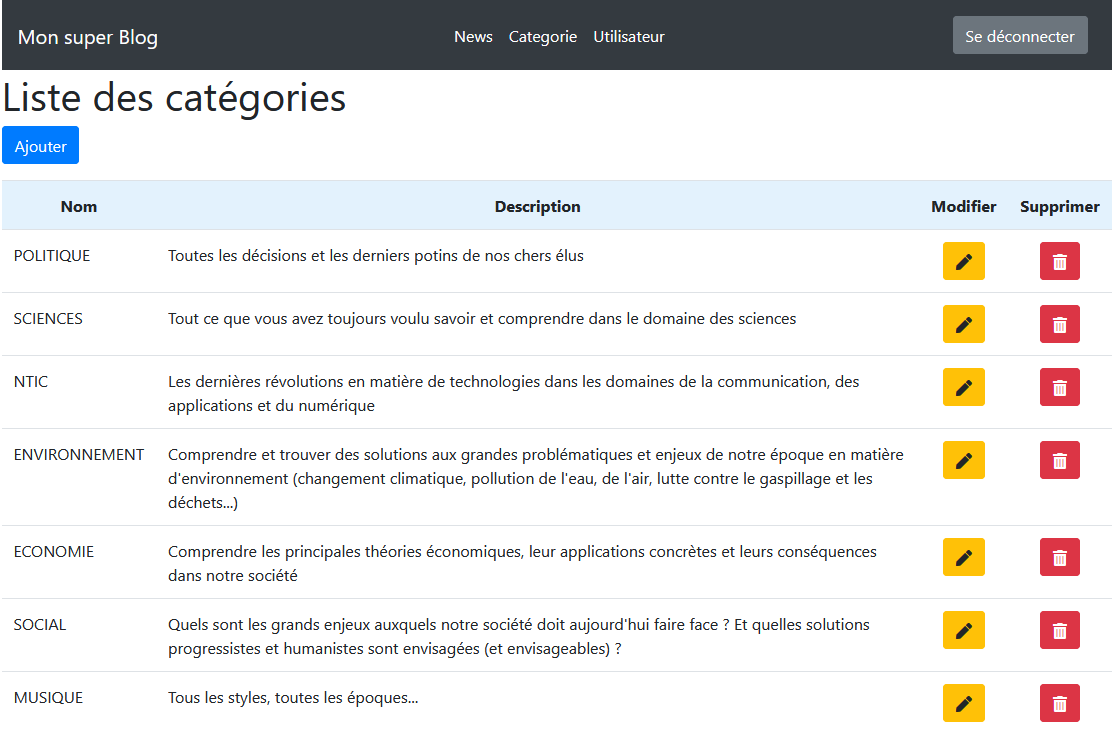 Mon super Blog News Categorie Utilisateur Se déconnecter
Liste des catégories
Ajouter
Nom Description Modifier Supprimer
POLITIQUE Toutes les décisions et les derniers potins de nos chers élus
SCIENCES Tout ce que vous avez toujours voulu savoir et comprendre dans le domaine des sciences
NTIC Les dernières révolutions en matière de technologies dans les domaines de la communication, des
applications et du numérique
ENVIRONNEMENT Comprendre et trouver des solutions aux grandes problématiques et enjeux de notre époque en matière
d'environnement (changement climatique, pollution de l'eau, de l'air, lutte contre le gaspillage et les
déchets...)
ECONOMIE Comprendre les principales théories économiques, leur applications concrètes et leurs conséquences
dans notre société
SOCIAL Quels sont les grands enjeux auxquels notre société doit aujourd'hui faire face ? Et quelles solutions
progressistes et humanistes sont envisagées (et envisageables) ?
MUSIQUE Tous les styles, toutes les époques...